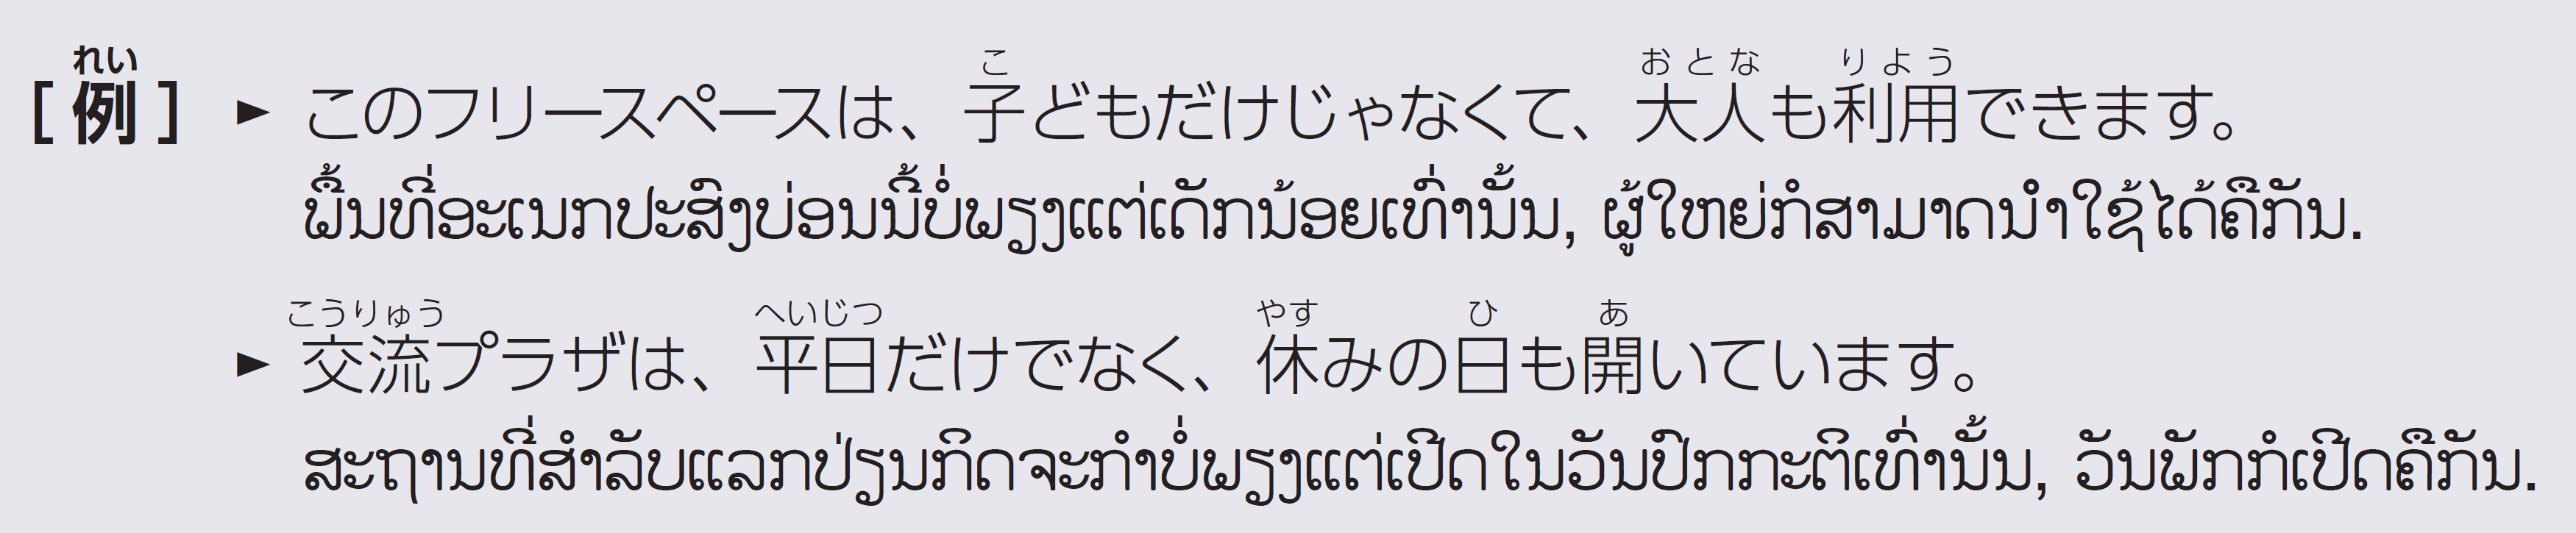 れい
[例] ► このフリースペースは、子どもだけじゃなくて、大人も利用できます。
こ おとな りよう
ພື້ນທີ່ອະເນກປະສົງບ່ອນນີ້ບໍ່ພຽງແຕ່ເດັກນ້ອຍເທົ່ານັ້ນ, ຜູ້ໃຫຍ່ກໍສາມາດນຳໃຊ້ໄດ້ຄືກັນ.
こうりゅう へいじつ やす ひ あ
► 交流プラザは、平日だけでなく、休みの日も開いています。
ສະຖານທີ່ສຳລັບແລກປ່ຽນກິດຈະກຳບໍ່ພຽງແຕ່ເປີດໃນວັນປົກກະຕິເທົ່ານັ້ນ, ວັນພັກກໍເປີດຄືກັນ.